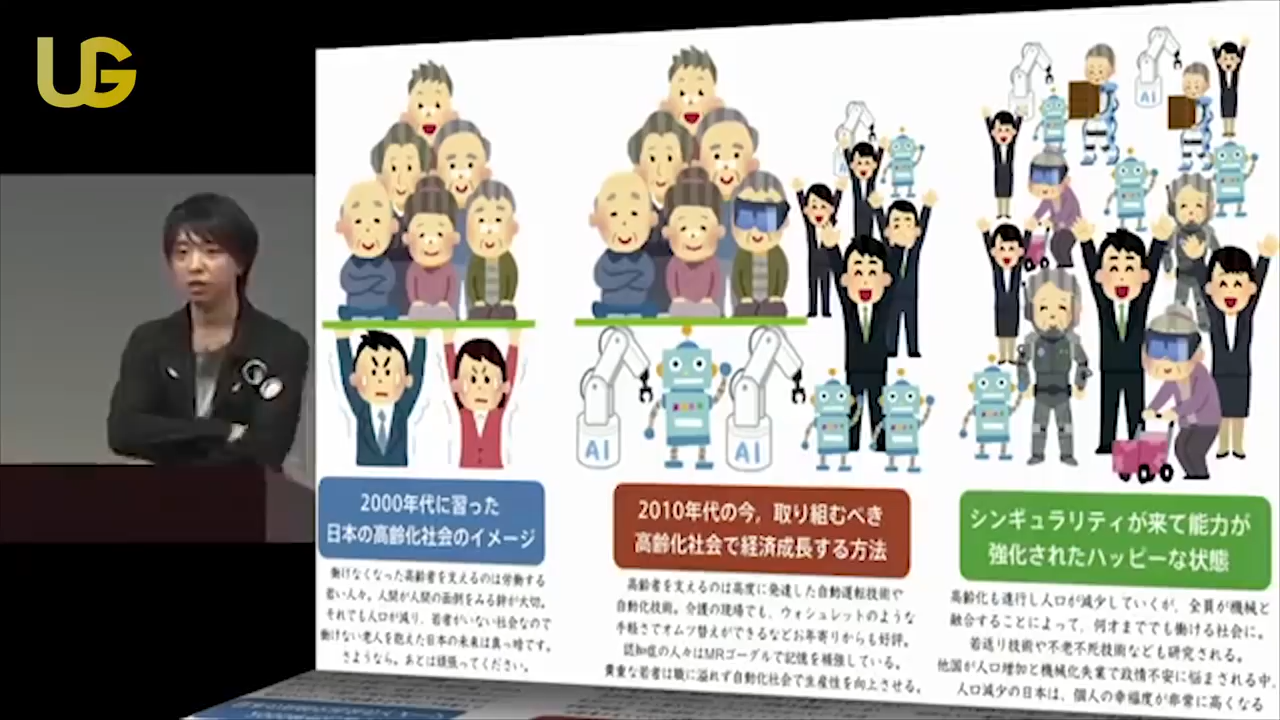 UG
2000年代に習った
日本の高齢化社会のイメージ
働けなくなった高齢者を支えるのは労働する
若い人々。人間が人間の面倒をみる絆が大切。
それでも人口が減り、若者がいない社会なので
働けない老人を抱えた日本の未来は真っ暗です。
さようなら。あとは頑張ってください。
AI
AI
2010年代の今，取り組むべき
高齢化社会で経済成長する方法
高齢者を支えるのは高度に発達した自動運転技術や
自動化技術。介護の現場でも、ウォシュレットのような
手軽さでオムツ替えができるなどお年寄りからも好評。
認知症の人々はMRゴーグルで記憶を補強している。
貴重な若者は職に溢れず自動化社会で生産性を向上させる。
AI
シンギュラリティが来て能力が
強化されたハッピーな状態
高齢化も進行し人口が減少していくが、全員が機械と
融合することによって、何才まででも働ける社会に。
若返り技術や不老不死技術なども研究される。
他国が人口増加と機械化失業で政情不安に悩まされる中、
人口減少の日本は、個人の幸福度が非常に高くなる